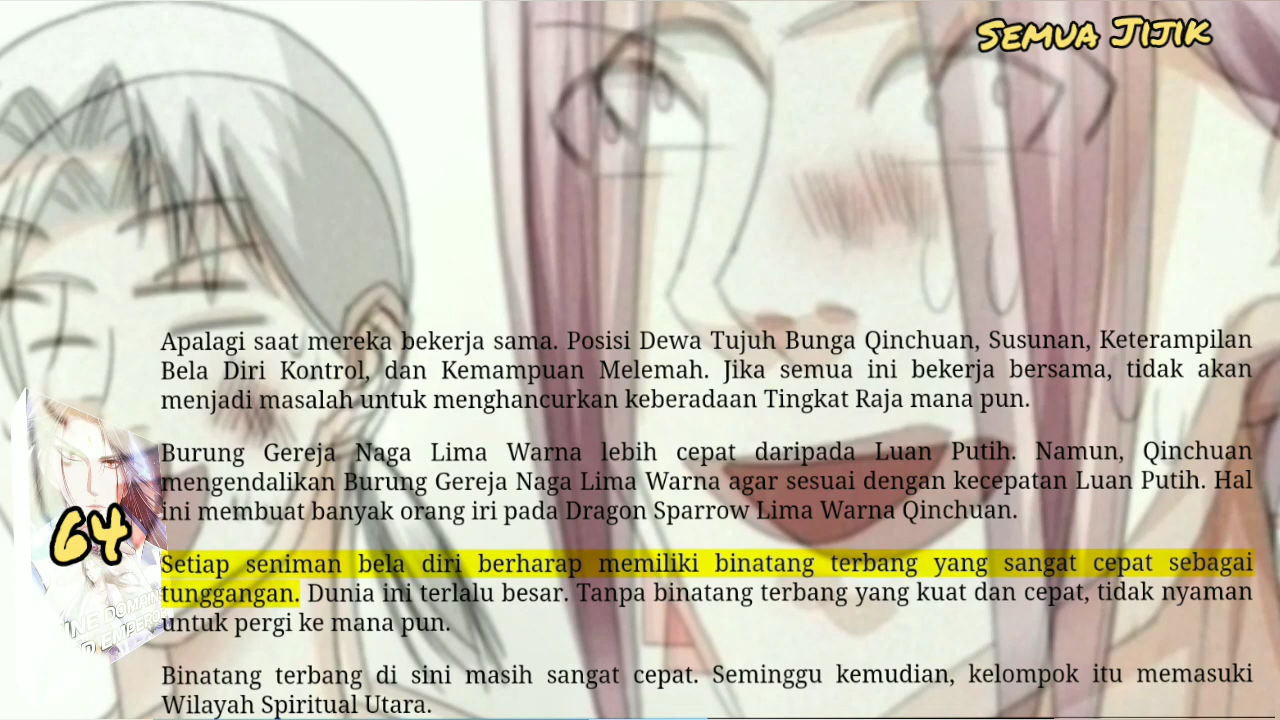 Semua Jijik
Apalagi saat mereka bekerja sama. Posisi Dewa Tujuh Bunga Qinchuan, Susunan, Keterampilan
Bela Diri Kontrol, dan Kemampuan Melemah. Jika semua ini bekerja bersama, tidak akan
menjadi masalah untuk menghancurkan keberadaan Tingkat Raja mana pun.
Burung Gereja Naga Lima Warna lebih cepat daripada Luan Putih. Namun, Qinchuan
mengendalikan Burung Gereja Naga Lima Warna agar sesuai dengan kecepatan Luan Putih. Hal
ini membuat banyak orang iri pada Dragon Sparrow Lima Warna Qinchuan.
64
Setiap seniman bela diri berharap memiliki binatang terbang yang sangat cepat sebagai
tunggangan. Dunia ini terlalu besar. Tanpa binatang terbang yang kuat dan cepat, tidak nyaman
untuk pergi ke mana pun.
Binatang terbang di sini masih sangat cepat. Seminggu kemudian, kelompok itu memasuki
Wilayah Spiritual Utara.